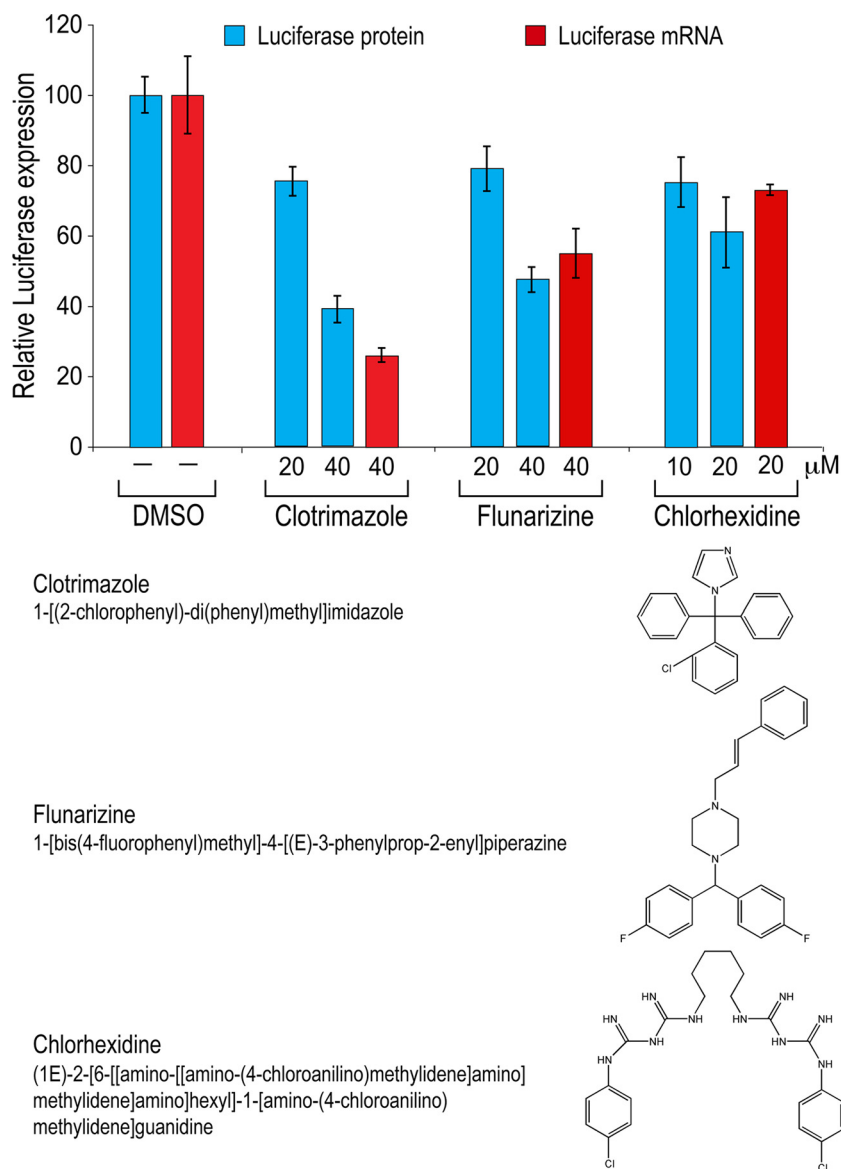 120
100
80
60
40
20
0
Relative Luciferase expression
Luciferase protein
Luciferase mRNA
— — 20 40 40 20 40 40 10 20 20 μM
DMSO Clotrimazole Flunarizine Chlorhexidine
Clotrimazole
1-[(2-chlorophenyl)-di(phenyl)methyl]imidazole
N
N
Cl
Flunarizine
1-[bis(4-fluorophenyl)methyl]-4-[(E)-3-phenylprop-2-enyl]piperazine
N
N
F F
Chlorhexidine
(1E)-2-[6-[[amino-[[amino-(4-chloroanilino)methylidene]amino]
methylidene]amino]hexyl]-1-[amino-(4-chloroanilino)
methylidene]guanidine
NH NH NH NH
NH HN
NH NH
HN NH
Cl Cl